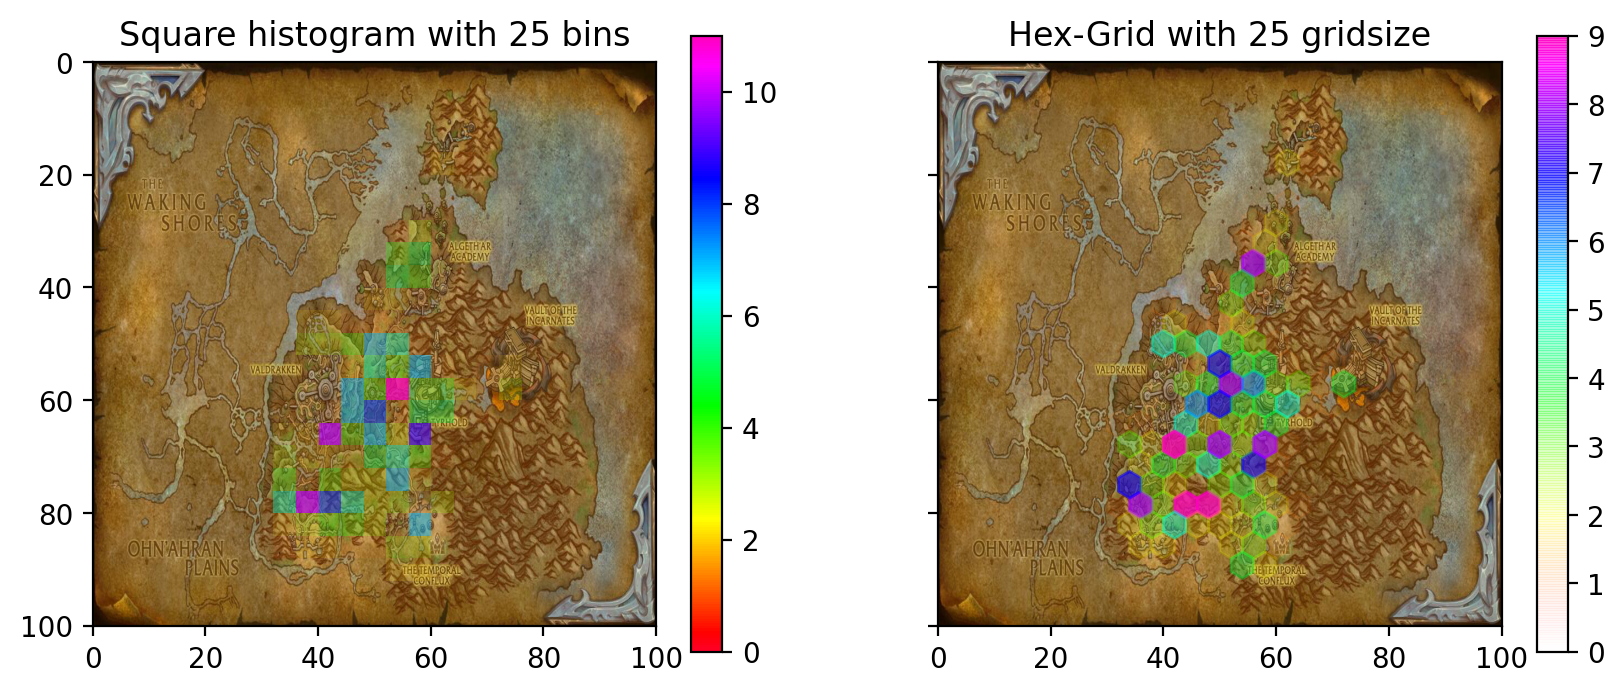 Square histogram with 25 bins
0
20
40
60
80
100
0
20
40
60
80
100
THE
WAKING
SHORES
ALGETH'AR
ACADEMY
VAULT OF THE
INCARNATES
VALDRAKKEN
OHN'AHRAN
PLAINS
THE TEMPORAL
CONFLUX
10
8
6
4
2
0
Hex-Grid with 25 gridsize
0
20
40
60
80
100
THE
WAKING
SHORES
ALGETH'AR
ACADEMY
VAULT OF THE
INCARNATES
VALDRAKKEN
OHN'AHRAN
PLAINS
THE TEMPORAL
CONFLUX
9
8
7
6
5
4
3
2
1
0